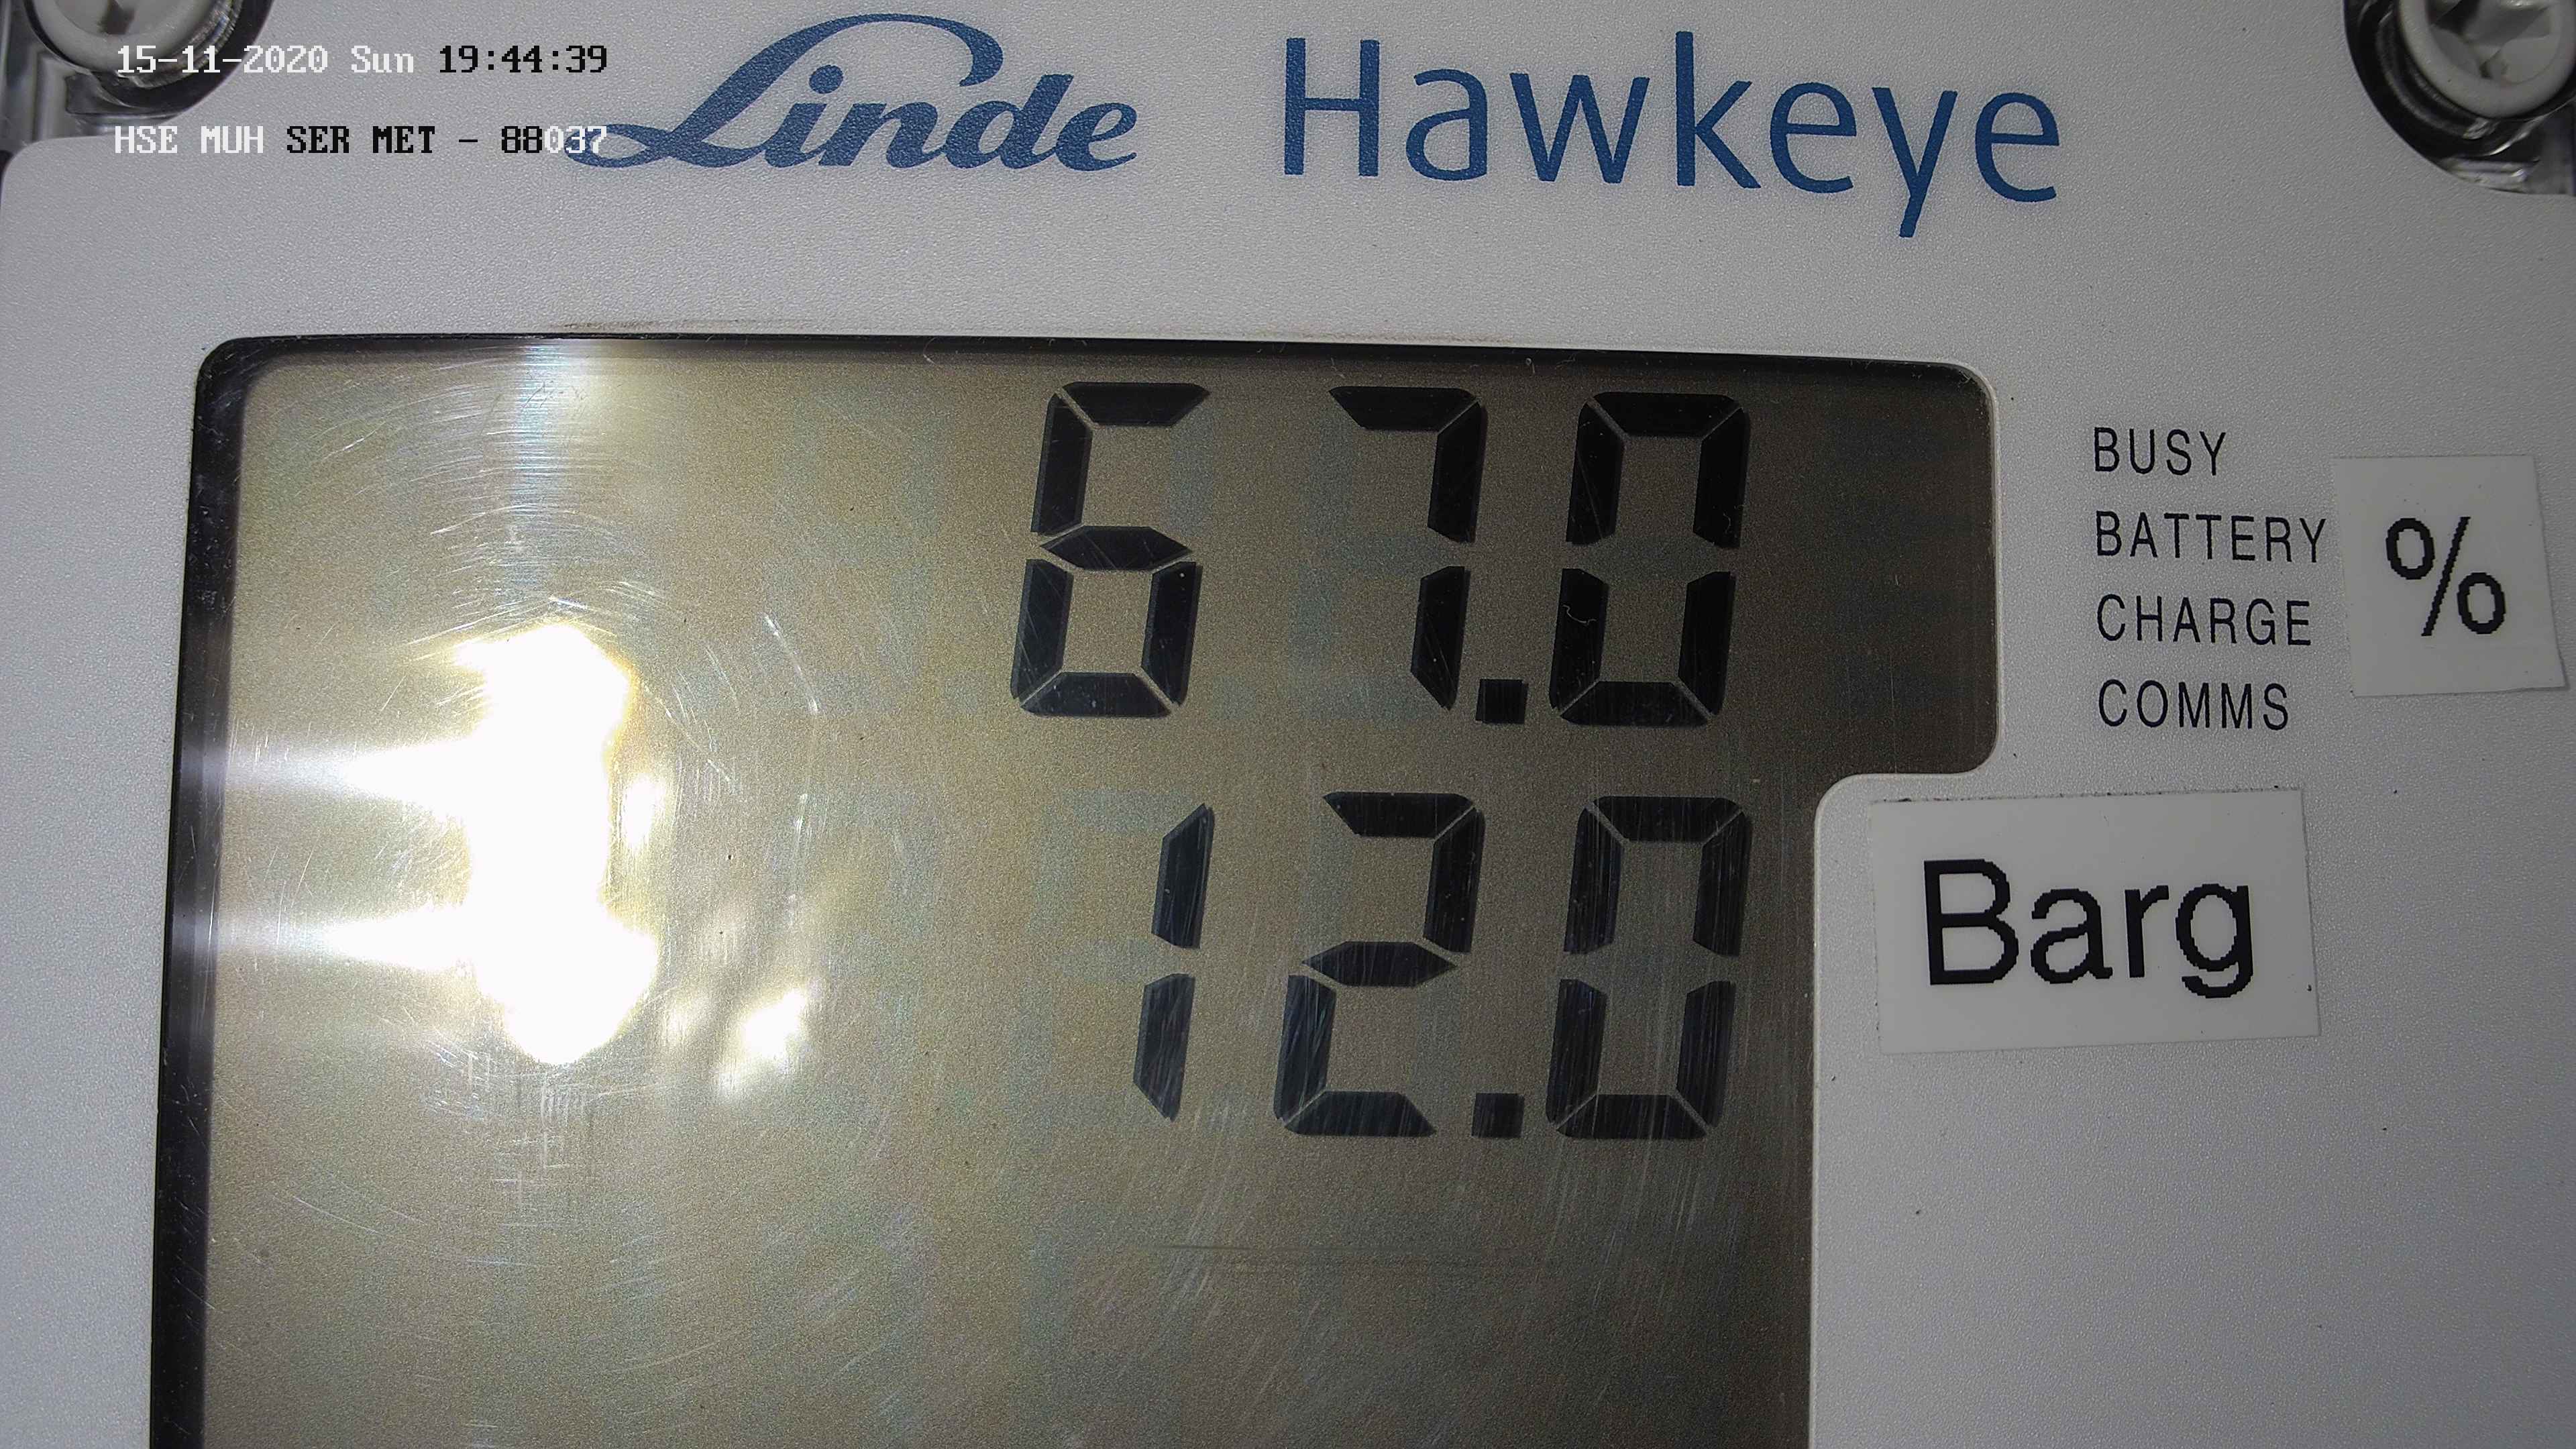 15-11-2020 Sun 19:44:39
HSE MUH SER MET - 88037
Linde Hawkeye
67.0
BUSY
BATTERY
CHARGE
COMMS
%
12.0
Barg